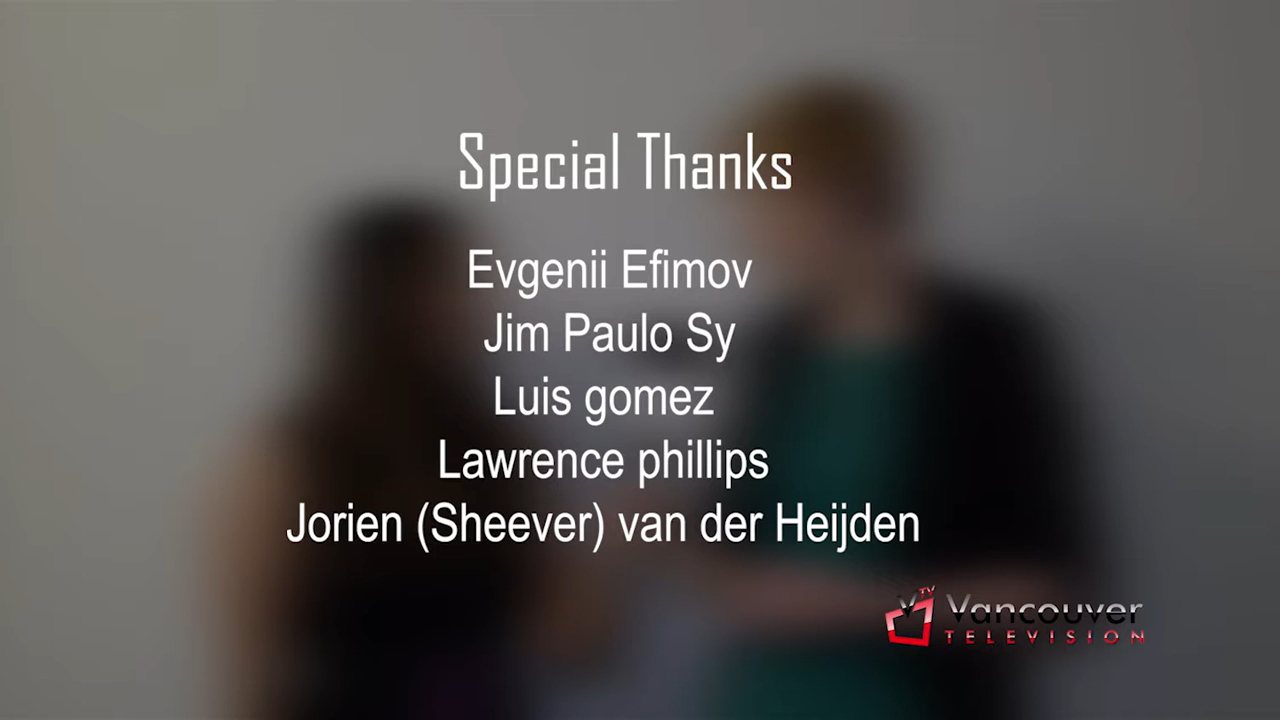 Special Thanks
Evgenii Efimov
Jim Paulo Sy
Luis gomez
Lawrence phillips
Jorien (Sheever) van der Heijden
TV
Vancouver
TELEVISION